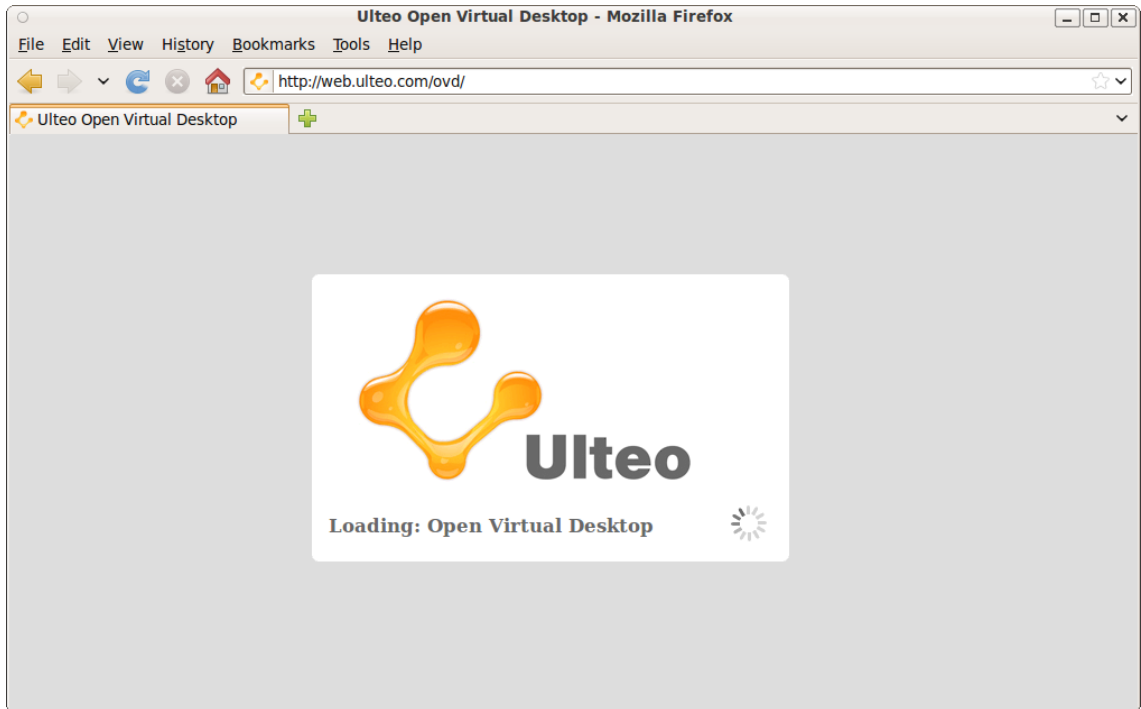 Ulteo Open Virtual Desktop - Mozilla Firefox
File Edit View History Bookmarks Tools Help
http://web.ulteo.com/ovd/
Ulteo Open Virtual Desktop
Ulteo
Loading: Open Virtual Desktop